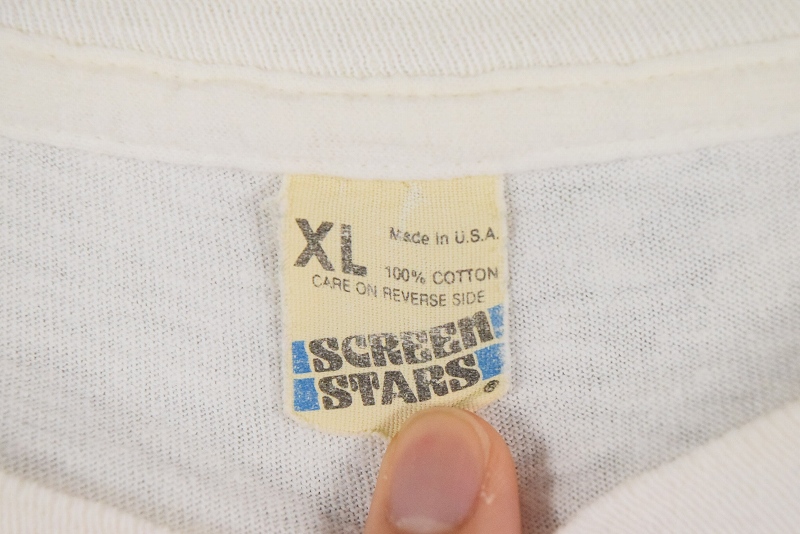 XL Made in U.S.A.
100% COTTON
CARE ON REVERSE SIDE
SCREEN
STARS®